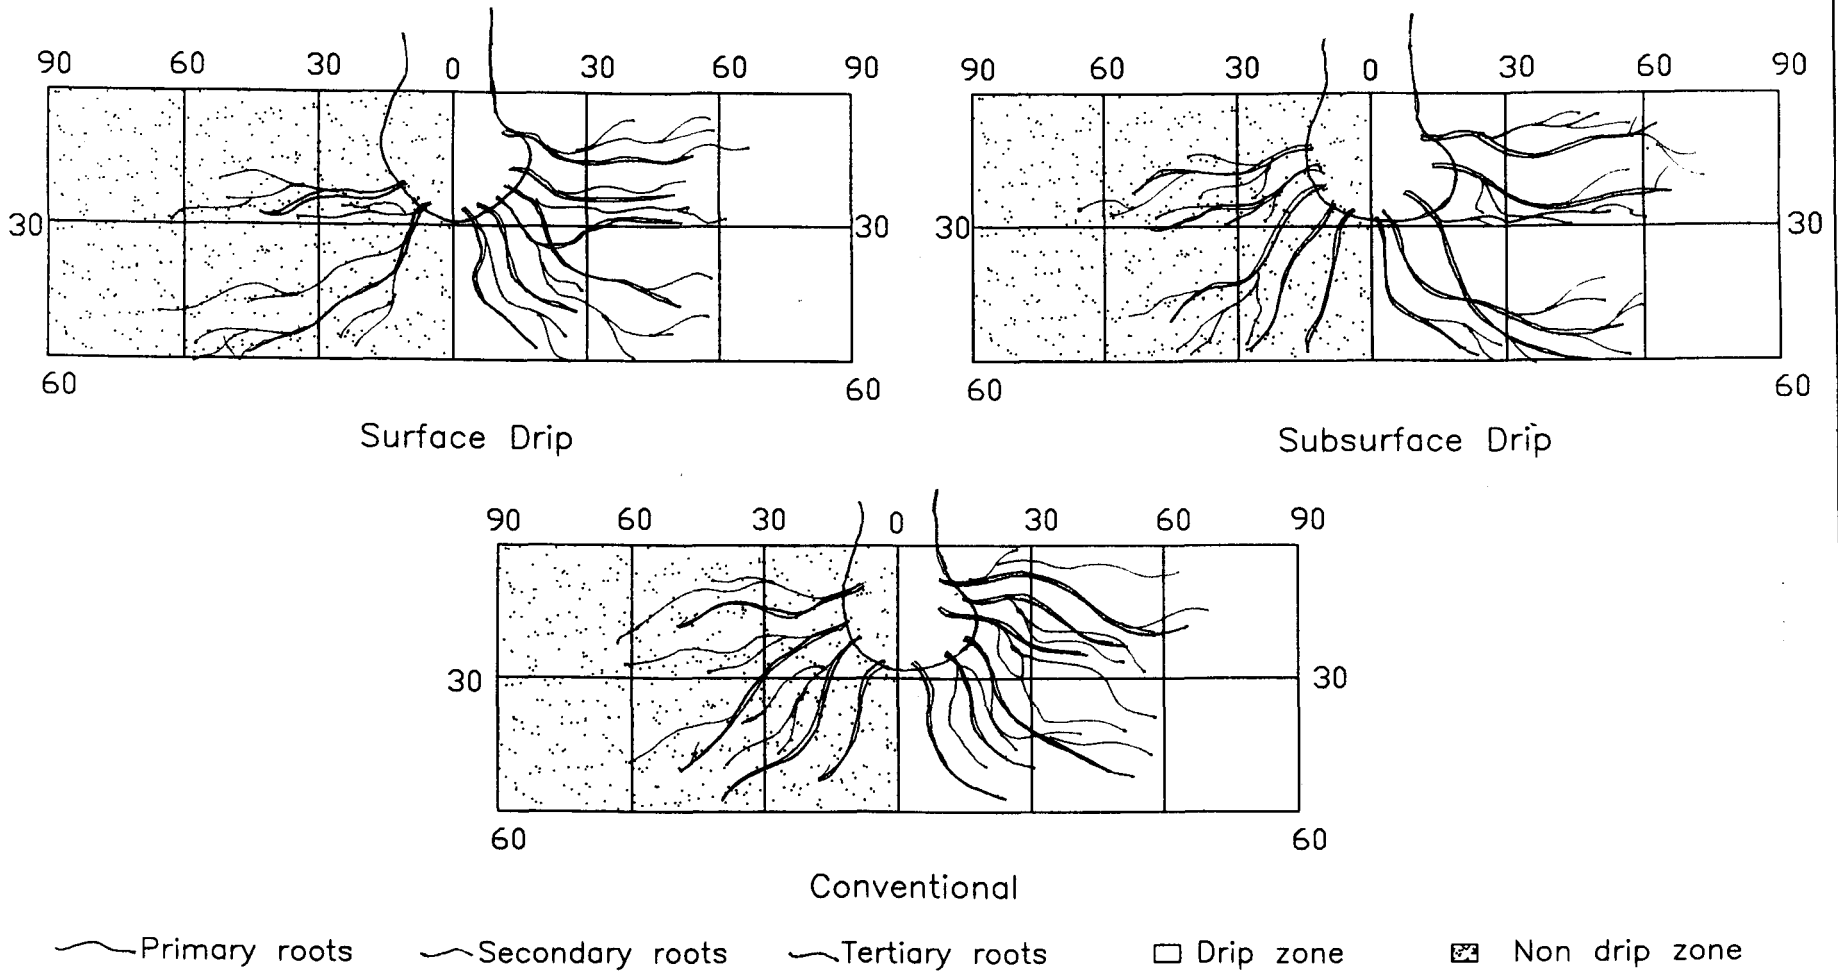 90 60 30 0 30 60 90
90 60 30 0 30 60 90
30 30
30 30
60 60
60 60
Surface Drip
Subsurface Drip
90 60 30 0 30 60 90
30 30
60 60
Conventional
Primary roots Secondary roots Tertiary roots Drip zone Non drip zone